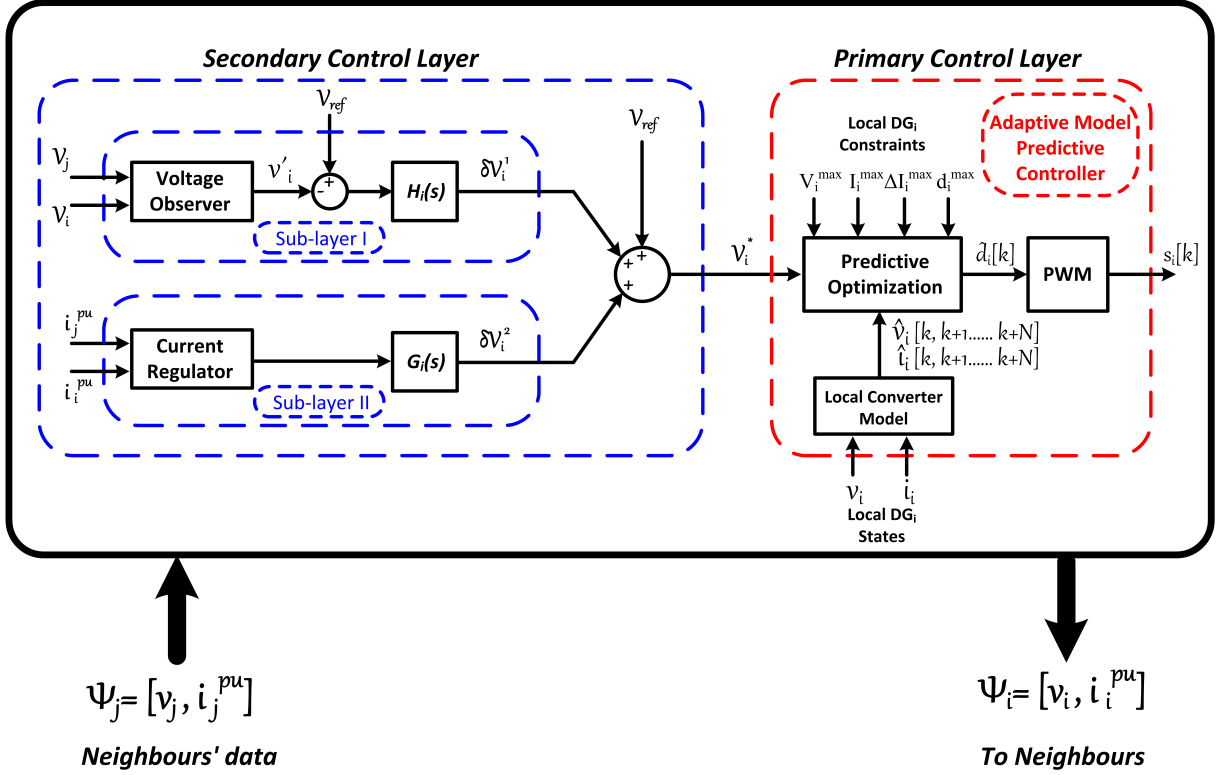 Secondary Control Layer
Primary Control Layer
V_ref
V_j
V_i
Voltage
Observer
v'_i
+
-
H_i(s)
δV_i^1
Sub-layer I
i_j^pu
i_i^pu
Current
Regulator
G_i(s)
δV_i^2
Sub-layer II
V_ref
+
+
+
V_i^*
Local DG_i
Constraints
V_i^max I_i^max ΔI_i^max d_i^max
Adaptive Model
Predictive
Controller
Predictive
Optimization
d̃_i[k]
PWM
s_i[k]
v̂_i [k, k+1...... k+N]
î_i [k, k+1...... k+N]
Local Converter
Model
v_i i_i
Local DG_i
States
Ψ_j= [v_j, i_j^pu]
Neighbours' data
Ψ_i= [v_i, i_i^pu]
To Neighbours